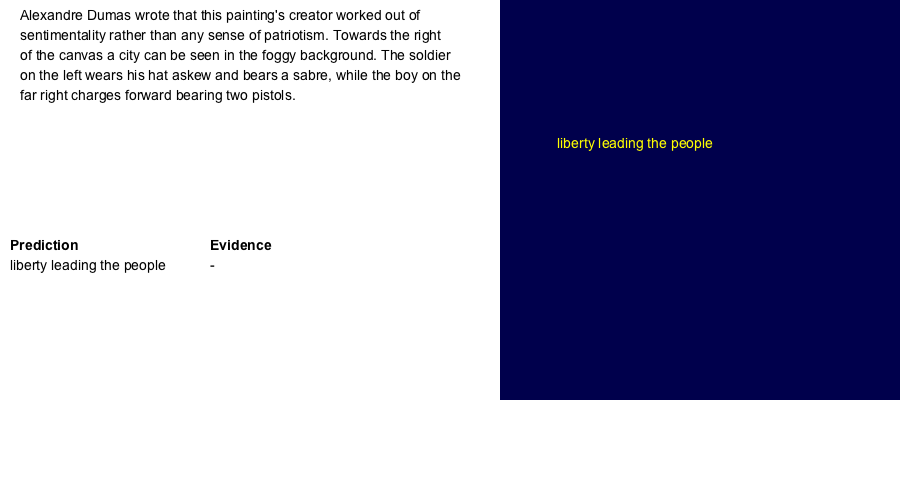 Alexandre Dumas wrote that this painting's creator worked out of
sentimentality rather than any sense of patriotism. Towards the right
of the canvas a city can be seen in the foggy background. The soldier
on the left wears his hat askew and bears a sabre, while the boy on the
far right charges forward bearing two pistols.
liberty leading the people
Prediction Evidence
liberty leading the people -